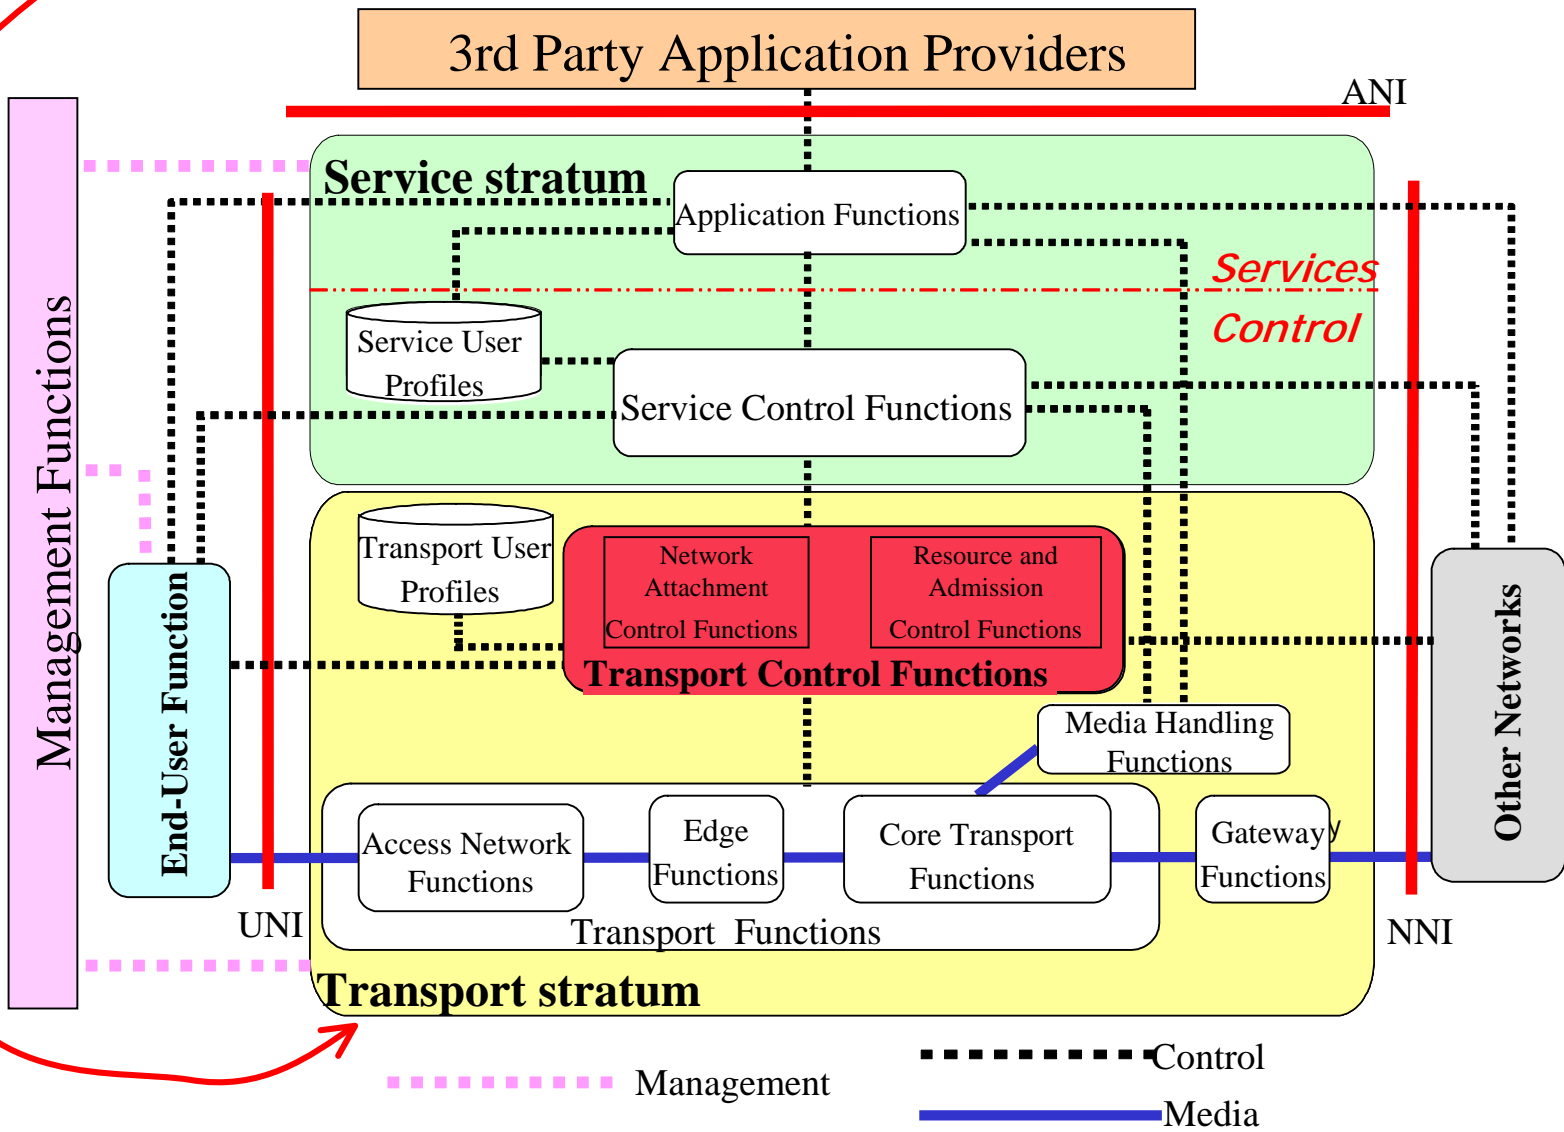 3rd Party Application Providers
ANI
Service stratum
Application Functions
Services
Control
Service User
Profiles
Service Control Functions
Management Functions
Transport User
Profiles
Network
Attachment
Control Functions
Resource and
Admission
Control Functions
Transport Control Functions
End-User Function
Other Networks
Media Handling
Functions
Access Network
Functions
Edge
Functions
Core Transport
Functions
Gateway
Functions
y
UNI
Transport Functions
NNI
Transport stratum
Control
Management
Media